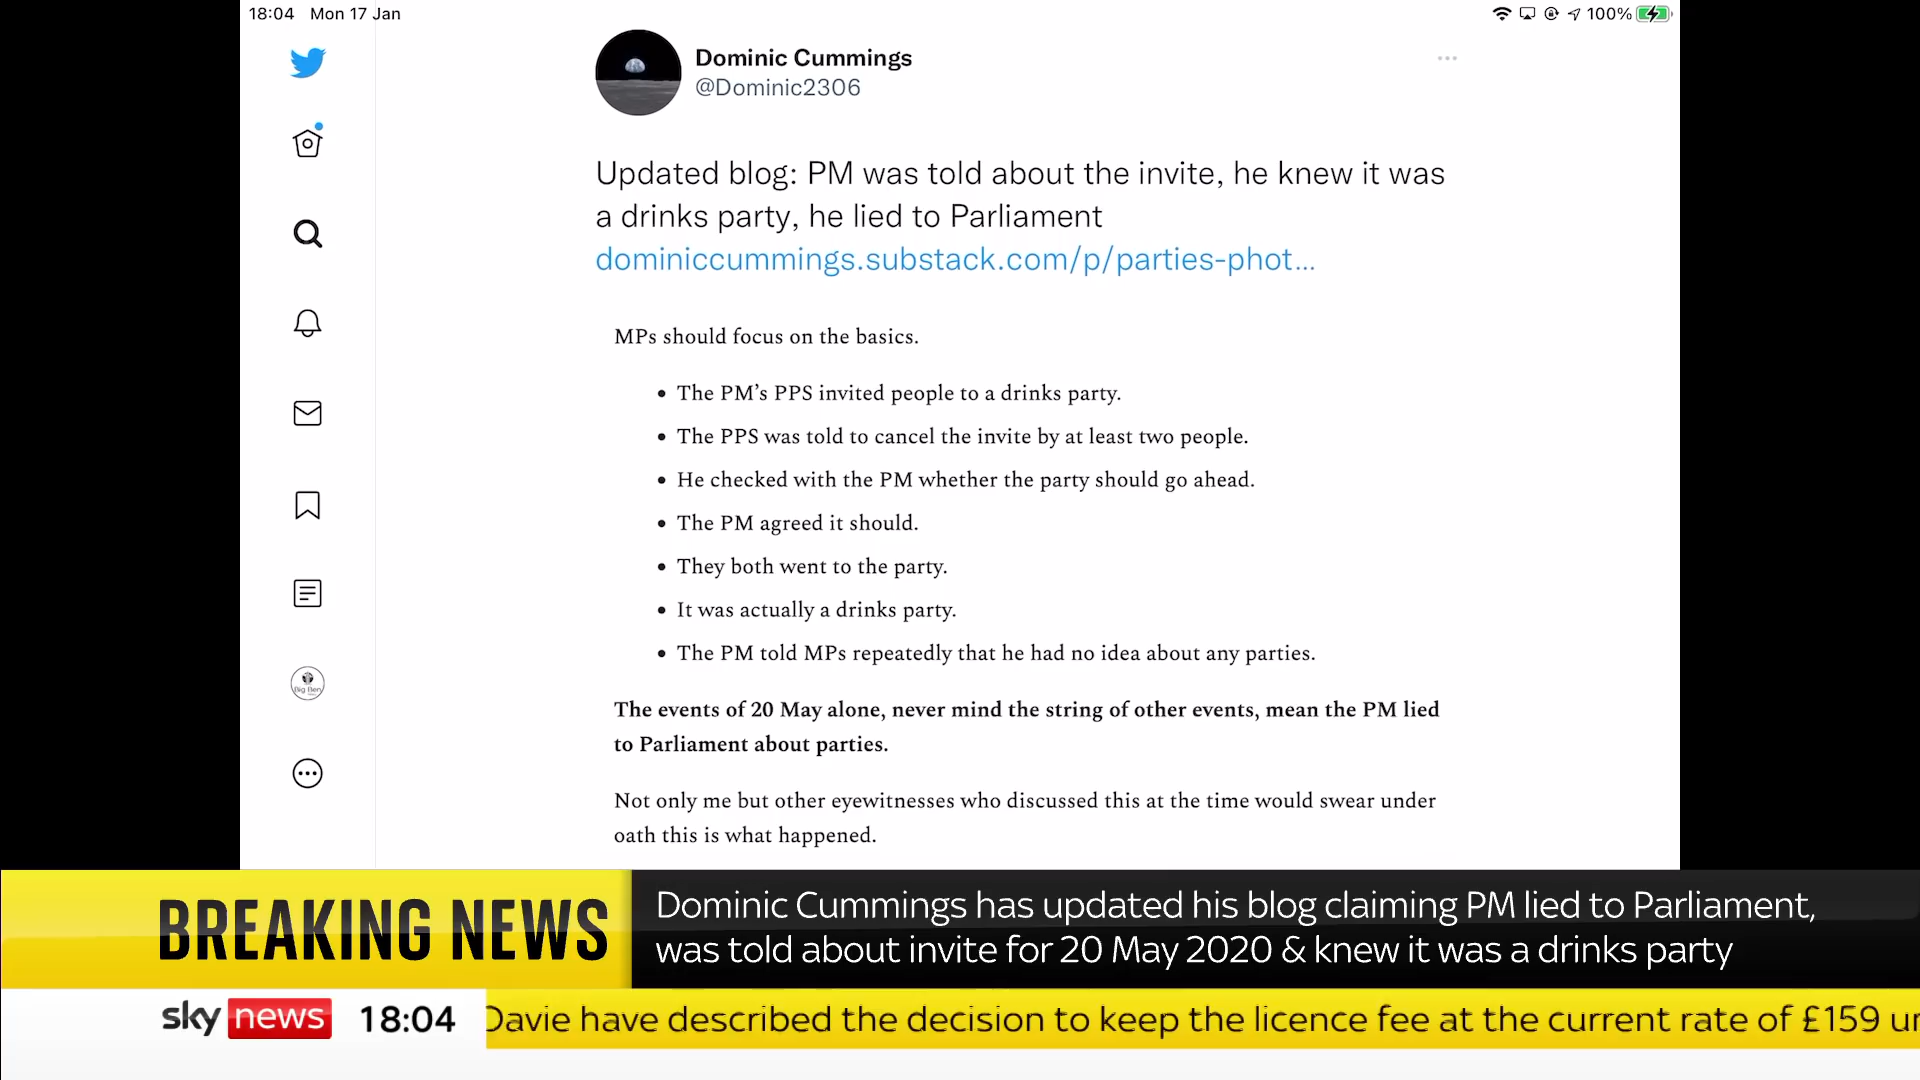 18:04 Mon 17 Jan
100%
Dominic Cummings
@Dominic2306
Updated blog: PM was told about the invite, he knew it was
a drinks party, he lied to Parliament
dominiccummings.substack.com/p/parties-phot...
MPs should focus on the basics.
• The PM's PPS invited people to a drinks party.
• The PPS was told to cancel the invite by at least two people.
• He checked with the PM whether the party should go ahead.
• The PM agreed it should.
• They both went to the party.
• It was actually a drinks party.
• The PM told MPs repeatedly that he had no idea about any parties.
The events of 20 May alone, never mind the string of other events, mean the PM lied
to Parliament about parties.
Not only me but other eyewitnesses who discussed this at the time would swear under
oath this is what happened.
Big Ben
BREAKING NEWS
Dominic Cummings has updated his blog claiming PM lied to Parliament,
was told about invite for 20 May 2020 & knew it was a drinks party
sky news 18:04 Davie have described the decision to keep the licence fee at the current rate of £159